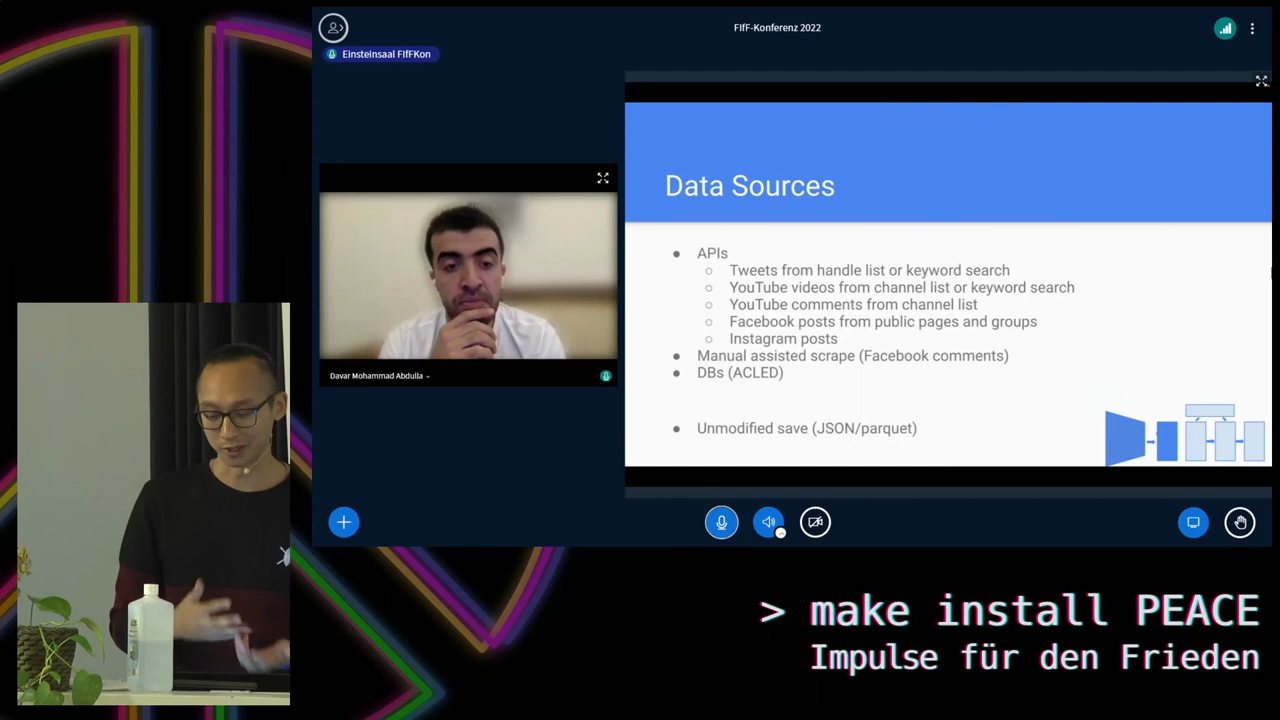 FIfF-Konferenz 2022
Einsteinsaal FIfFKon
Data Sources
APIs
Tweets from handle list or keyword search
YouTube videos from channel list or keyword search
YouTube comments from channel list
Facebook posts from public pages and groups
Instagram posts
Manual assisted scrape (Facebook comments)
DBs (ACLED)
Unmodified save (JSON/parquet)
Davar Mohammad Abdulla
> make install PEACE
Impulse für den Frieden